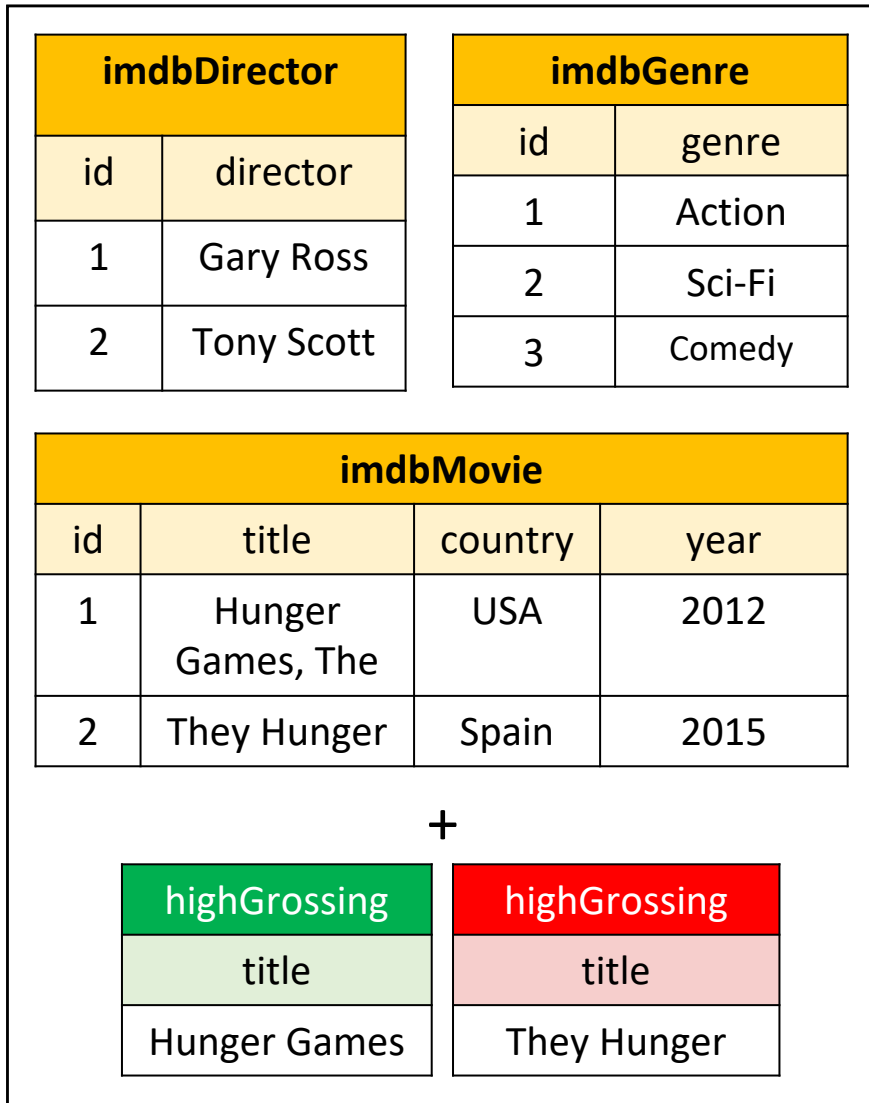 imdbDirector
id director
1 Gary Ross
2 Tony Scott
imdbGenre
id genre
1 Action
2 Sci-Fi
3 Comedy
imdbMovie
id title country year
1 Hunger USA 2012
Games, The
2 They Hunger Spain 2015
+
highGrossing
title
Hunger Games
highGrossing
title
They Hunger